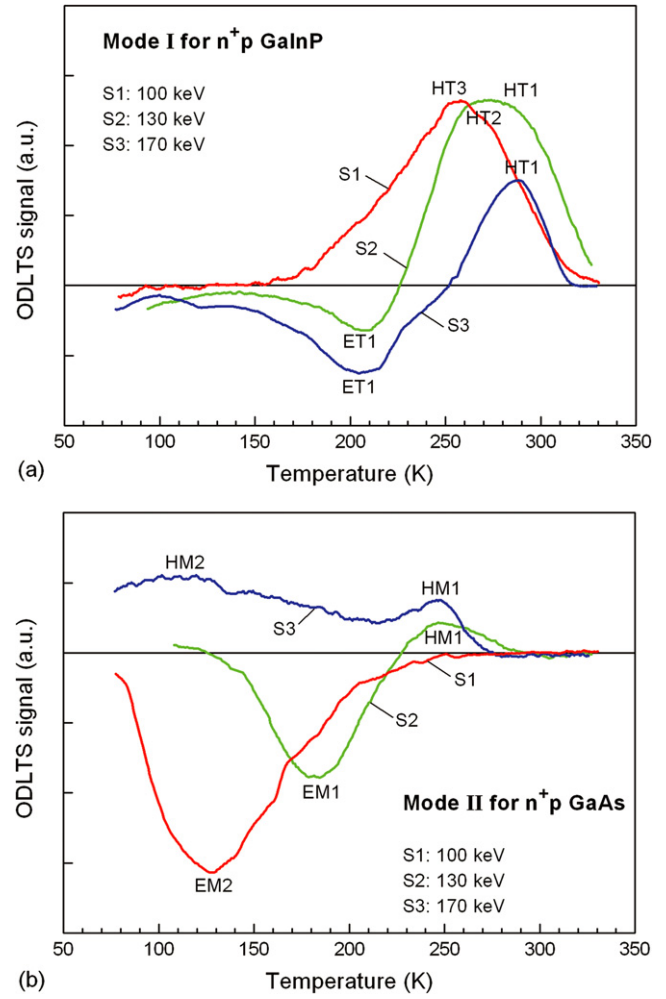 Mode I for n⁺p GaInP
S1: 100 keV
S2: 130 keV
S3: 170 keV
HT3
HT1
HT2
HT1
S1
S2
S3
ET1
ET1
ODLTS signal (a.u.)
50 100 150 200 250 300 350
Temperature (K)
(a)
HM2
HM1
S3
HM1
S1
S2
EM1
EM2
Mode II for n⁺p GaAs
S1: 100 keV
S2: 130 keV
S3: 170 keV
ODLTS signal (a.u.)
50 100 150 200 250 300 350
Temperature (K)
(b)